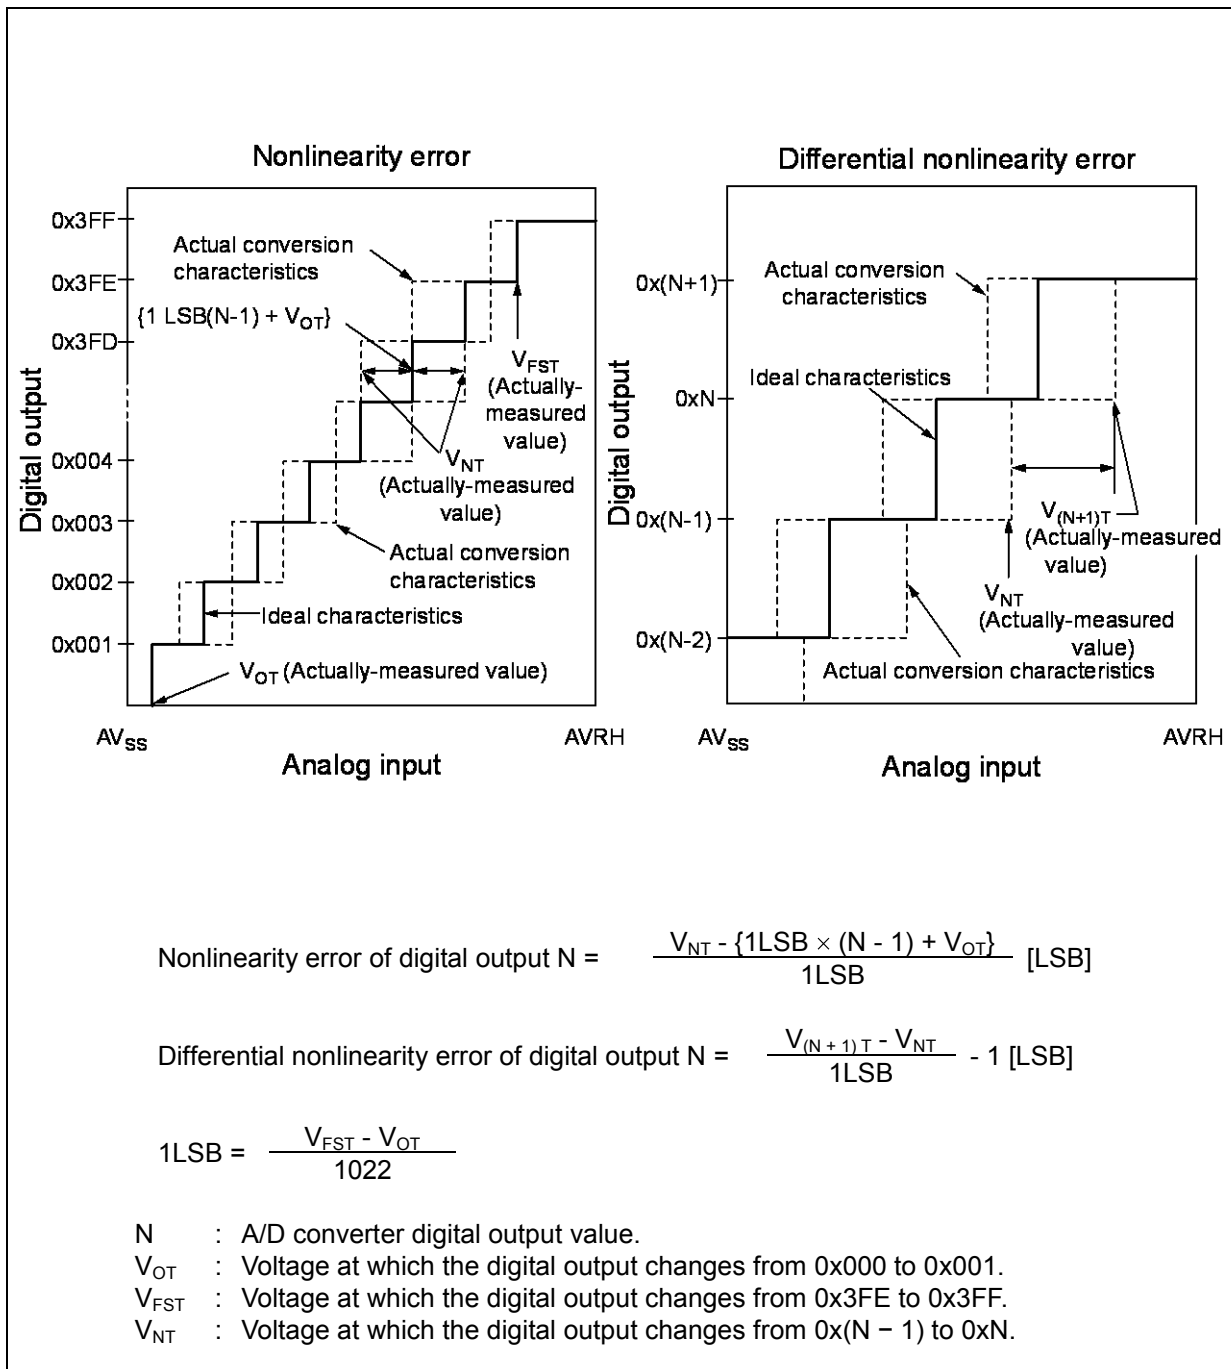 Nonlinearity error
0x3FF
0x3FE
0x3FD
0x004
0x003
0x002
0x001
Digital output
Actual conversion
characteristics
{1 LSB(N-1) + VOT}
VFST
(Actually-
measured
value)
VNT
(Actually-measured
value)
Actual conversion
characteristics
Ideal characteristics
VOT (Actually-measured value)
AVSS
AVRH
Analog input
Differential nonlinearity error
0x(N+1)
0xN
0x(N-1)
0x(N-2)
Digital output
Actual conversion
characteristics
Ideal characteristics
V(N+1)T
(Actually-measured
value)
VNT
(Actually-measured
value)
Actual conversion characteristics
AVSS
AVRH
Analog input
Nonlinearity error of digital output N = VNT - {1LSB × (N - 1) + VOT} / 1LSB [LSB]
Differential nonlinearity error of digital output N = V(N + 1) T - VNT / 1LSB - 1 [LSB]
1LSB = VFST - VOT / 1022
N : A/D converter digital output value.
VOT : Voltage at which the digital output changes from 0x000 to 0x001.
VFST : Voltage at which the digital output changes from 0x3FE to 0x3FF.
VNT : Voltage at which the digital output changes from 0x(N − 1) to 0xN.